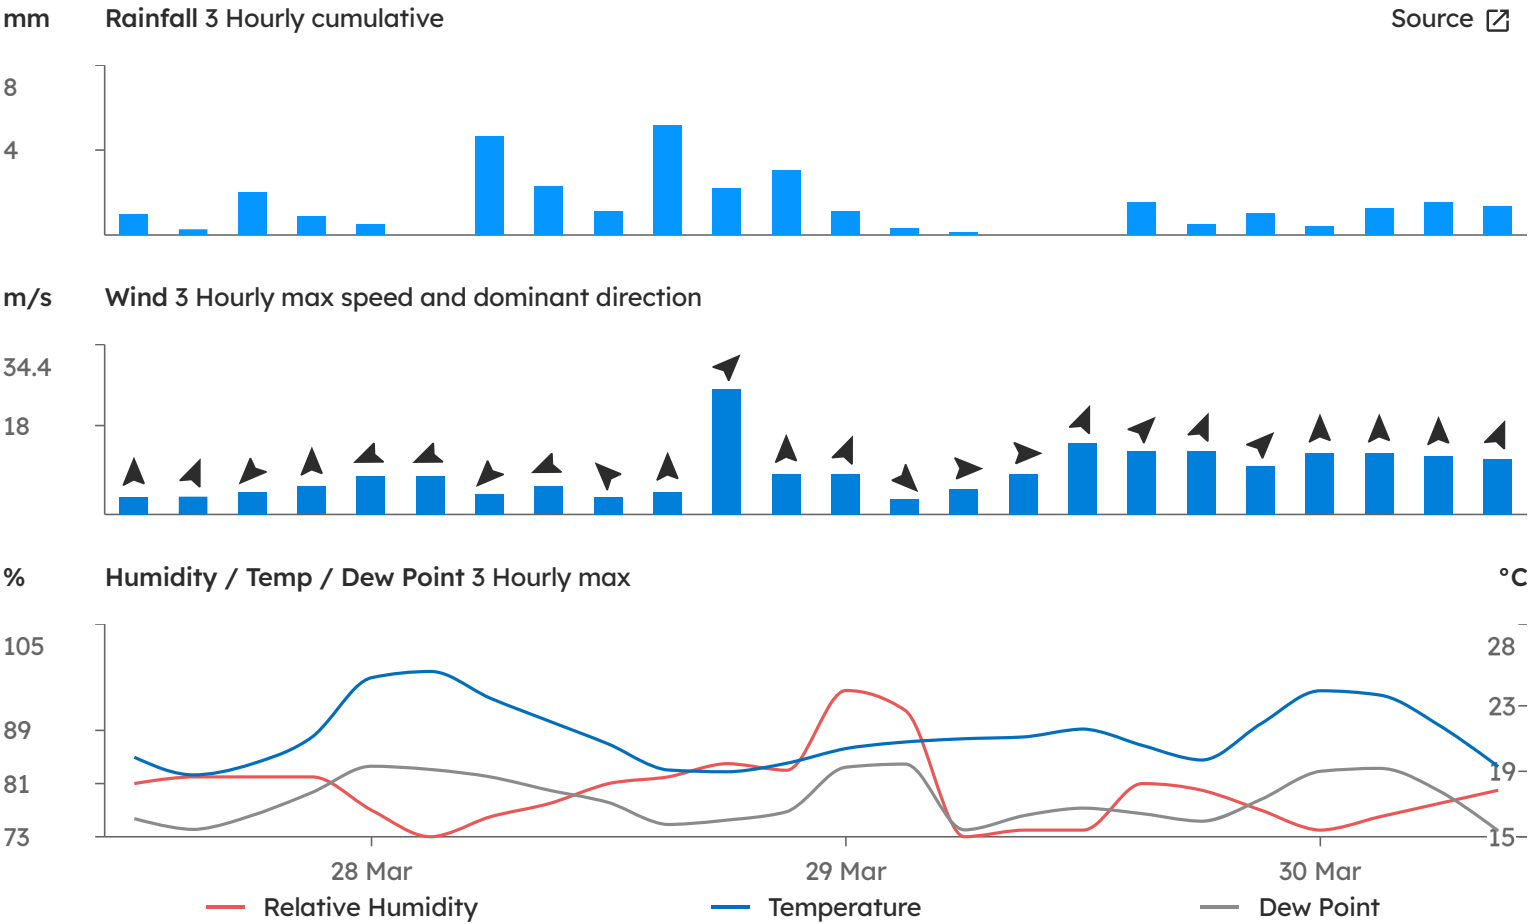 mm Rainfall 3 Hourly cumulative Source
8
4
m/s Wind 3 Hourly max speed and dominant direction
34.4
18
% Humidity / Temp / Dew Point 3 Hourly max °C
105 28
23
89
81 19
73 15
28 Mar 29 Mar 30 Mar
Relative Humidity Temperature Dew Point